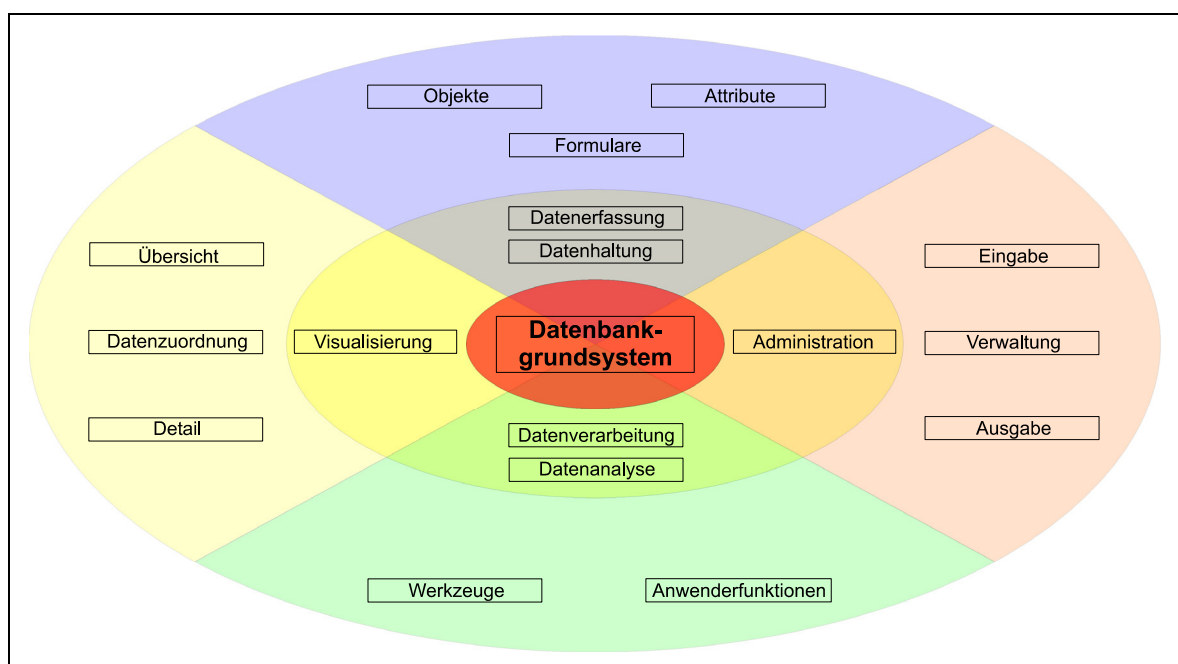 Objekte
Attribute
Formulare
Datenerfassung
Datenhaltung
Übersicht
Eingabe
Datenzuordnung
Visualisierung
Datenbank-
grundsystem
Administration
Verwaltung
Detail
Datenverarbeitung
Ausgabe
Datenanalyse
Werkzeuge
Anwenderfunktionen